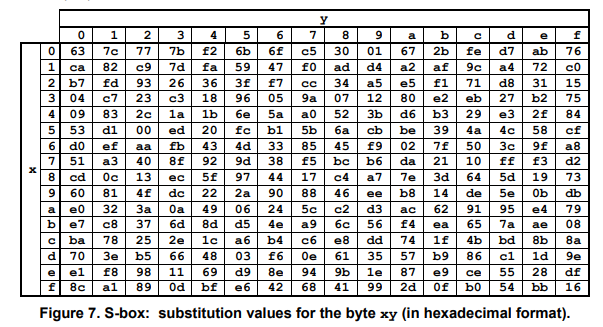 y
0 1 2 3 4 5 6 7 8 9 a b c d e f
0 63 7c 77 7b f2 6b 6f c5 30 01 67 2b fe d7 ab 76
1 ca 82 c9 7d fa 59 47 f0 ad d4 a2 af 9c a4 72 c0
2 b7 fd 93 26 36 3f f7 cc 34 a5 e5 f1 71 d8 31 15
3 04 c7 23 c3 18 96 05 9a 07 12 80 e2 eb 27 b2 75
4 09 83 2c 1a 1b 6e 5a a0 52 3b d6 b3 29 e3 2f 84
5 53 d1 00 ed 20 fc b1 5b 6a cb be 39 4a 4c 58 cf
6 d0 ef aa fb 43 4d 33 85 45 f9 02 7f 50 3c 9f a8
x 7 51 a3 40 8f 92 9d 38 f5 bc b6 da 21 10 ff f3 d2
8 cd 0c 13 ec 5f 97 44 17 c4 a7 7e 3d 64 5d 19 73
9 60 81 4f dc 22 2a 90 88 46 ee b8 14 de 5e 0b db
a e0 32 3a 0a 49 06 24 5c c2 d3 ac 62 91 95 e4 79
b e7 c8 37 6d 8d d5 4e a9 6c 56 f4 ea 65 7a ae 08
c ba 78 25 2e 1c a6 b4 c6 e8 dd 74 1f 4b bd 8b 8a
d 70 3e b5 66 48 03 f6 0e 61 35 57 b9 86 c1 1d 9e
e e1 f8 98 11 69 d9 8e 94 9b 1e 87 e9 ce 55 28 df
f 8c a1 89 0d bf e6 42 68 41 99 2d 0f b0 54 bb 16
Figure 7. S-box: substitution values for the byte xy (in hexadecimal format).